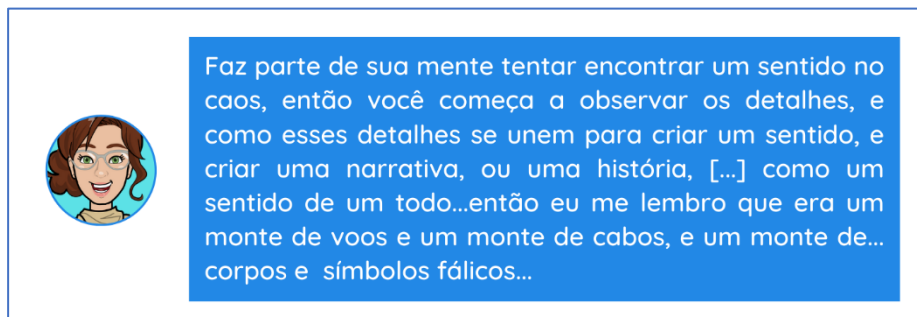 Faz parte de sua mente tentar encontrar um sentido no
caos, então você começa a observar os detalhes, e
como esses detalhes se unem para criar um sentido, e
criar uma narrativa, ou uma história, [...] como um
sentido de um todo...então eu me lembro que era um
monte de voos e um monte de cabos, e um monte de...
corpos e símbolos fálicos...